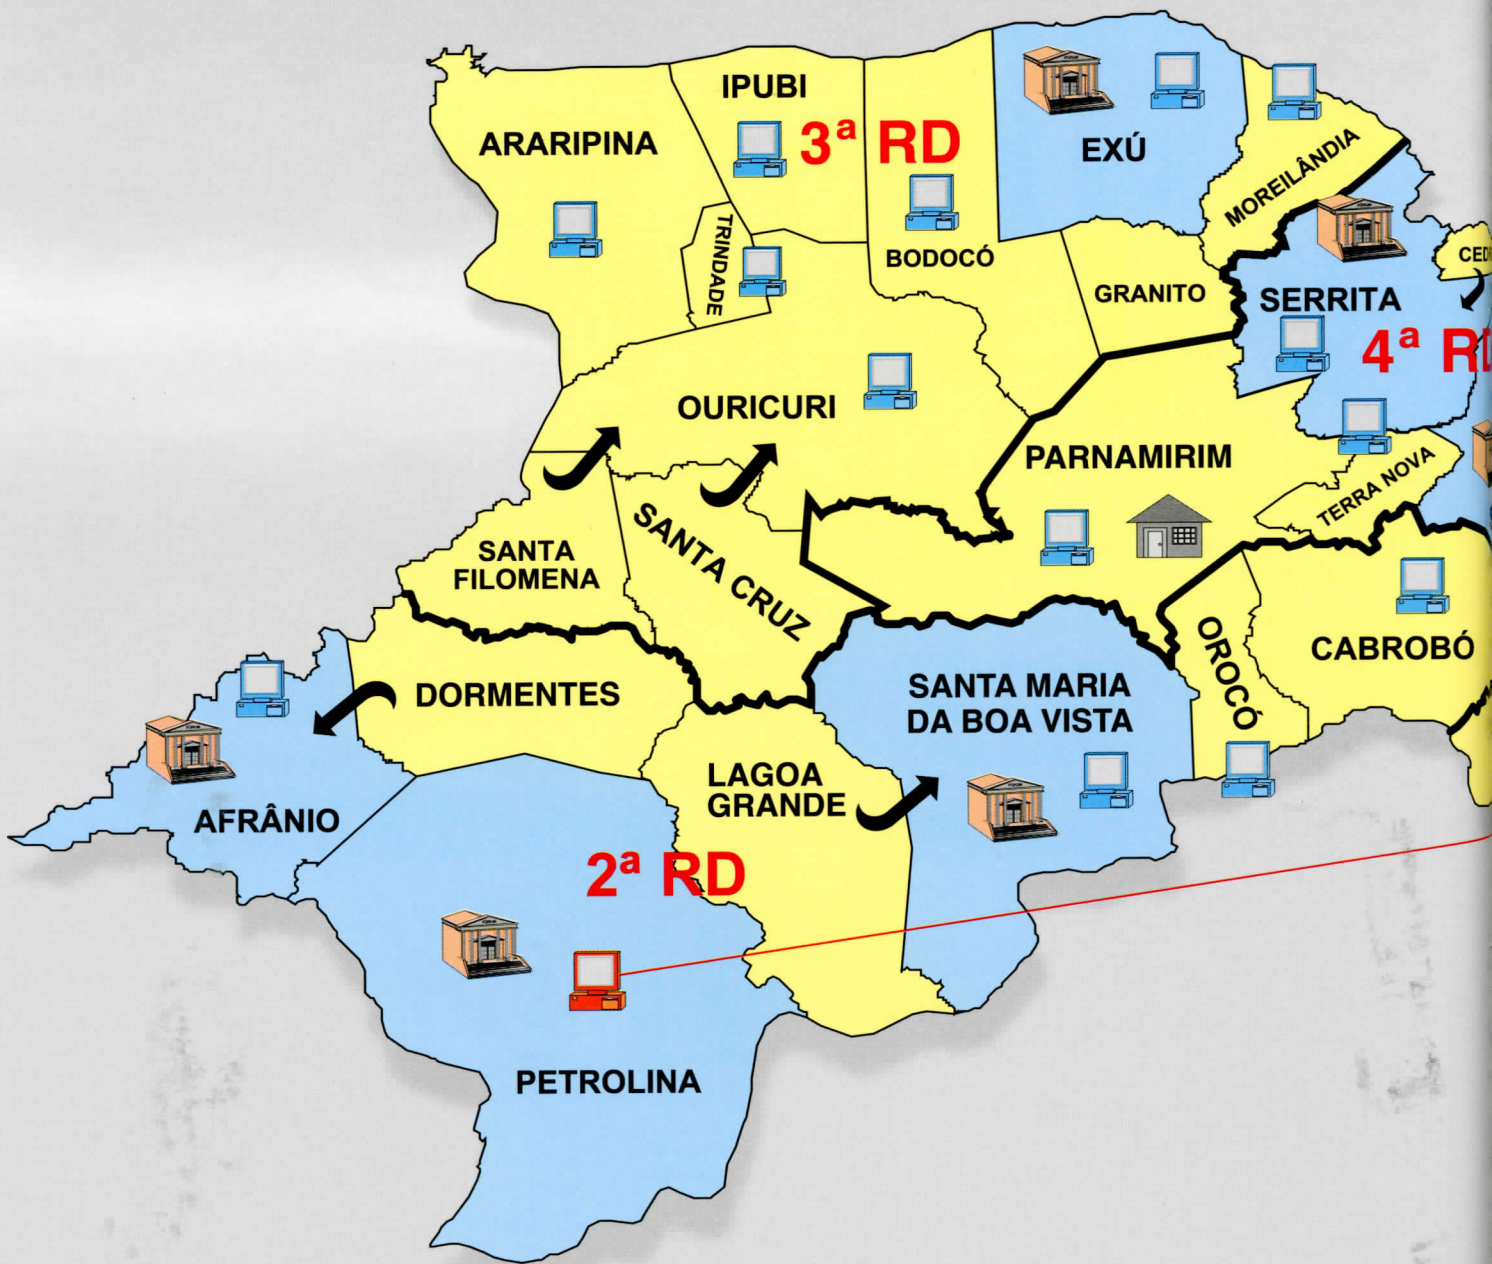 IPUBI
3ª RD
ARARIPINA
EXÚ
MOREILÂNDIA
TRINDADE
BODOCÓ
GRANITO
SERRITA
4ª RD
OURICURI
PARNAMIRIM
TERRA NOVA
SANTA
FILOMENA
SANTA CRUZ
OROCÓ
CABROBÓ
DORMENTES
SANTA MARIA
DA BOA VISTA
LAGOA
GRANDE
AFRÂNIO
2ª RD
PETROLINA